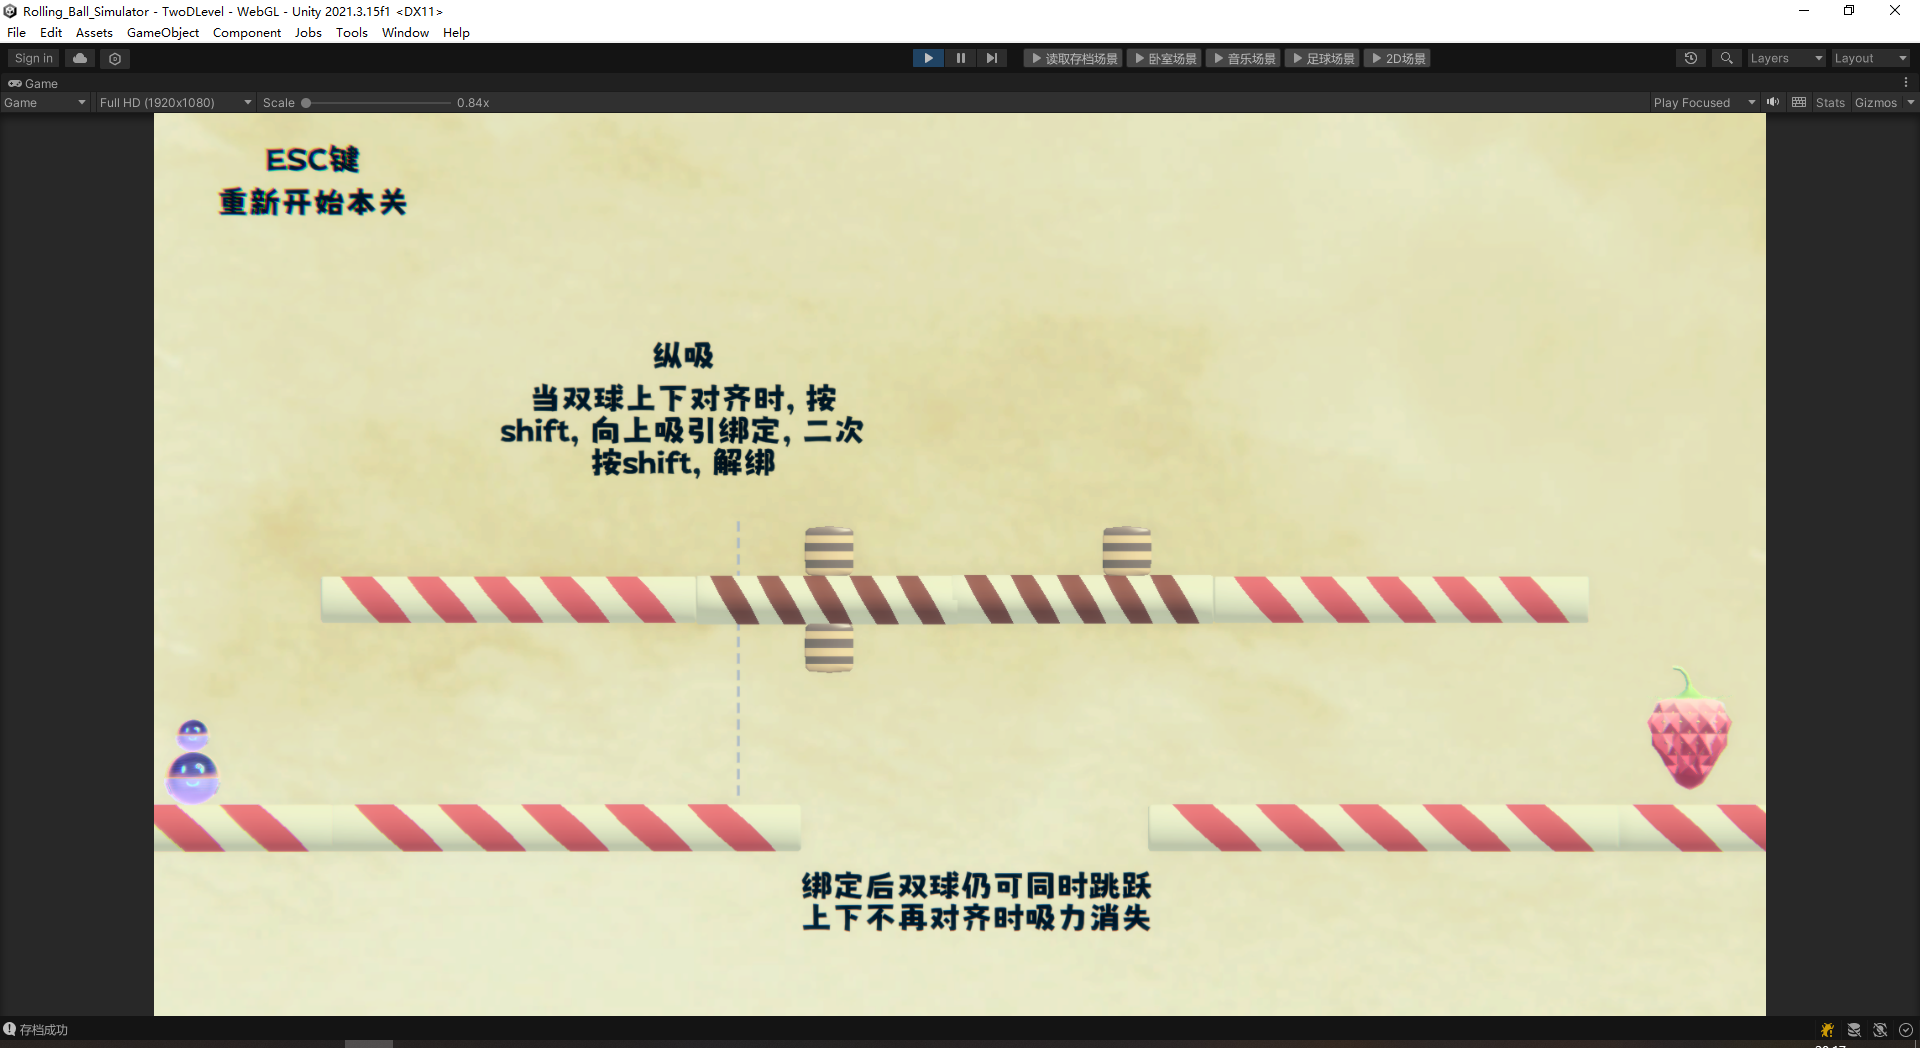 Rolling_Ball_Simulator - TwoDLevel - WebGL - Unity 2021.3.15f1 <DX11>
File Edit Assets GameObject Component Jobs Tools Window Help
Sign in 读取存档场景 卧室场景 音乐场景 足球场景 2D场景 Layers Layout
Game
Game Full HD (1920x1080) Scale 0.84x Play Focused Stats Gizmos
ESC键
重新开始本关
纵吸
当双球上下对齐时, 按
shift, 向上吸引绑定, 二次
按shift, 解绑
绑定后双球仍可同时跳跃
上下不再对齐时吸力消失
存档成功